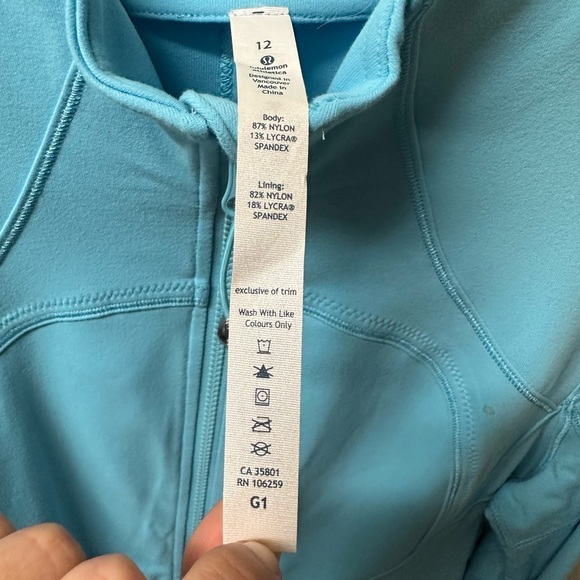 12
lululemon
athletica
Designed in
Vancouver
Made in
China
Body:
87% NYLON
13% LYCRA®
SPANDEX
Lining:
82% NYLON
18% LYCRA®
SPANDEX
exclusive of trim
Wash With Like
Colours Only
CA 35801
RN 106259
G1